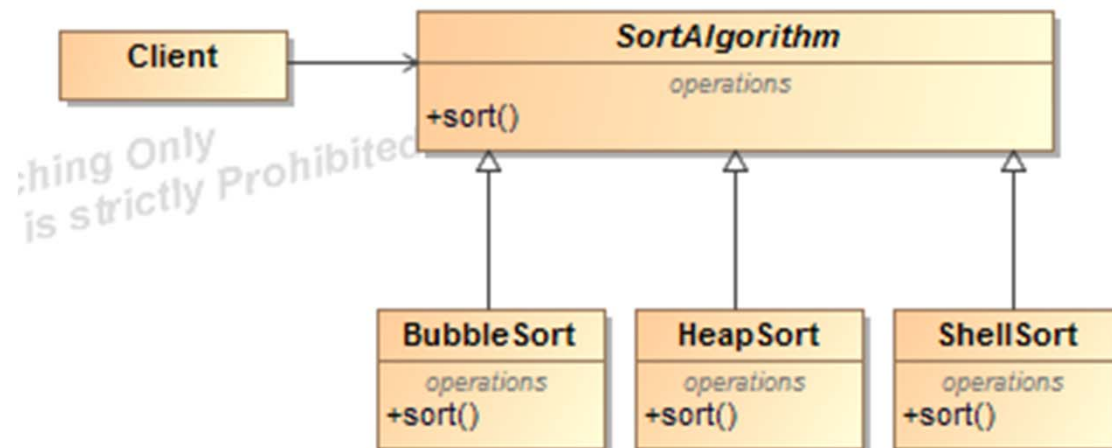 Client
SortAlgorithm
operations
+sort()
ching Only
is strictly Prohibited
BubbleSort
HeapSort
ShellSort
operations
operations
operations
+sort()
+sort()
+sort()